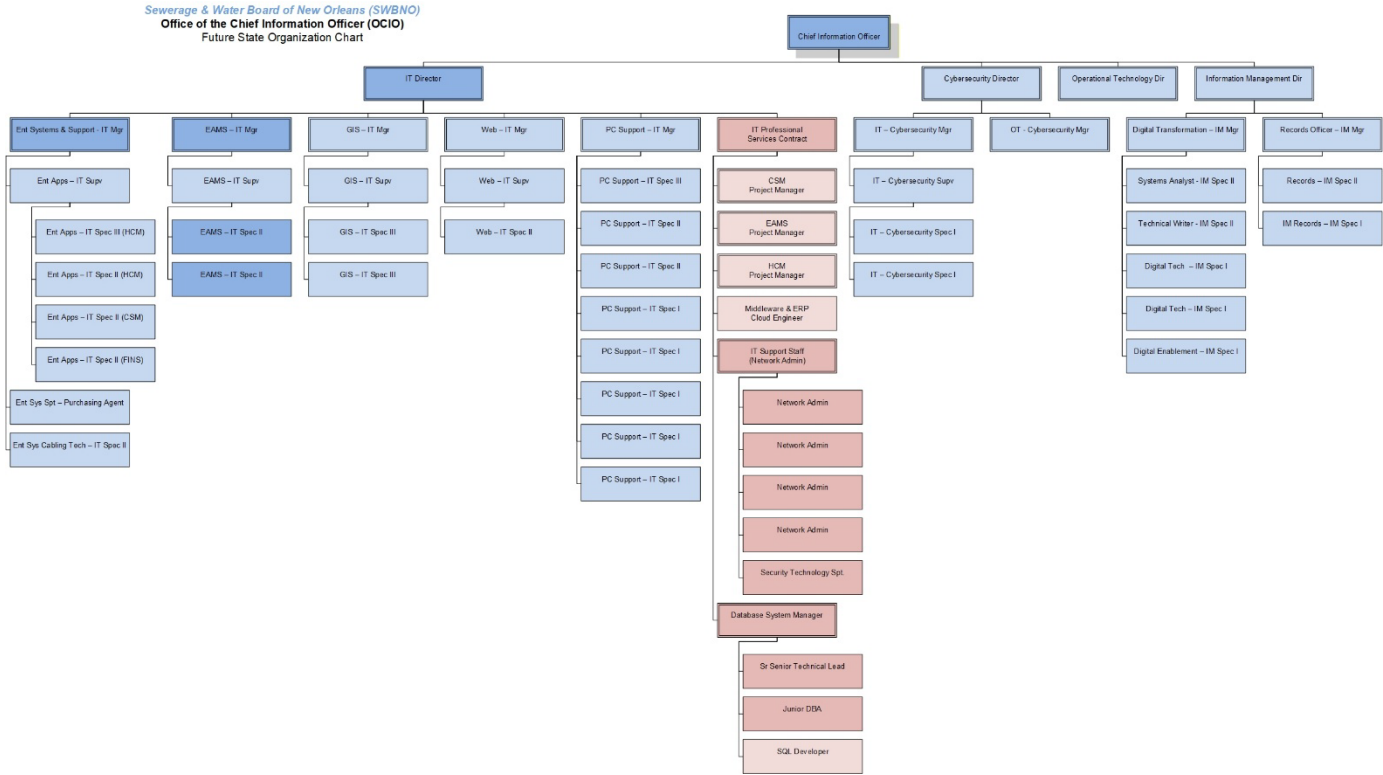 Sewerage & Water Board of New Orleans (SWBNO)
Office of the Chief Information Officer (OCIO)
Future State Organization Chart
Chief Information Officer
IT Director
Cybersecurity Director
Operational Technology Dir
Information Management Dir
Ent Systems & Support - IT Mgr
EAMS – IT Mgr
GIS – IT Mgr
Web – IT Mgr
PC Support – IT Mgr
IT Professional
Services Contract
IT – Cybersecurity Mgr
OT - Cybersecurity Mgr
Digital Transformation – IM Mgr
Records Officer – IM Mgr
Ent Apps – IT Supv
EAMS – IT Supv
GIS – IT Supv
Web – IT Supv
PC Support – IT Spec III
CSM
Project Manager
IT – Cybersecurity Supv
Systems Analyst - IM Spec II
Records – IM Spec II
Ent Apps – IT Spec III (HCM)
EAMS – IT Spec II
GIS – IT Spec III
Web – IT Spec II
PC Support – IT Spec II
EAMS
Project Manager
IT – Cybersecurity Spec I
Technical Writer - IM Spec II
IM Records – IM Spec I
Ent Apps – IT Spec II (HCM)
EAMS – IT Spec II
GIS – IT Spec III
PC Support – IT Spec II
HCM
Project Manager
IT – Cybersecurity Spec I
Digital Tech – IM Spec I
Ent Apps – IT Spec II (CSM)
PC Support – IT Spec I
Middleware & ERP
Cloud Engineer
Digital Tech – IM Spec I
Ent Apps – IT Spec II (FINS)
PC Support – IT Spec I
IT Support Staff
(Network Admin)
Digital Enablement – IM Spec I
Ent Sys Spt – Purchasing Agent
PC Support – IT Spec I
Network Admin
Ent Sys Cabling Tech – IT Spec II
PC Support – IT Spec I
Network Admin
PC Support – IT Spec I
Network Admin
Network Admin
Security Technology Spt.
Database System Manager
Sr Senior Technical Lead
Junior DBA
SQL Developer